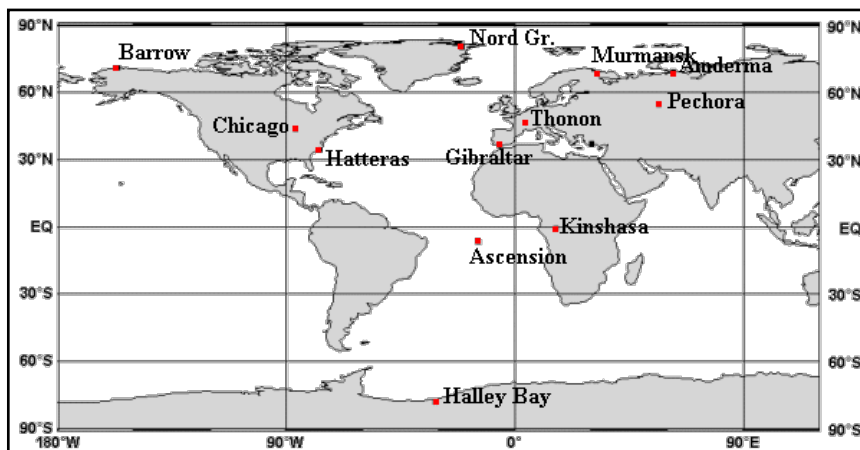 90°N 90°N
Nord Gr.
Barrow Murmansk Amderma
60°N 60°N
Pechora
Chicago Thonon
30°N Hatteras Gibraltar 30°N
EQ Kinshasa EQ
Ascension
30°S 30°S
60°S 60°S
Halley Bay
90°S 90°S
180°W 90°W 0° 90°E